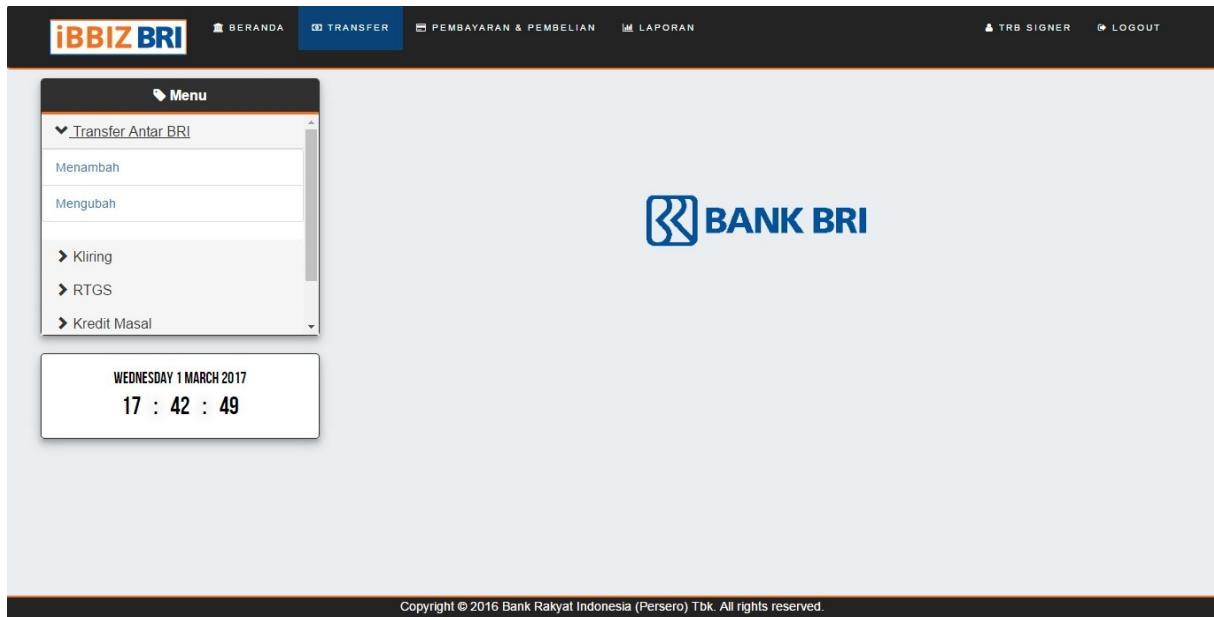 iBBIZ BRI
BERANDA
TRANSFER
PEMBAYARAN & PEMBELIAN
LAPORAN
TRB SIGNER
LOGOUT
Menu
Transfer Antar BRI
Menambah
Mengubah
Kliring
RTGS
Kredit Masal
BANK BRI
WEDNESDAY 1 MARCH 2017
17 : 42 : 49
Copyright © 2016 Bank Rakyat Indonesia (Persero) Tbk. All rights reserved.